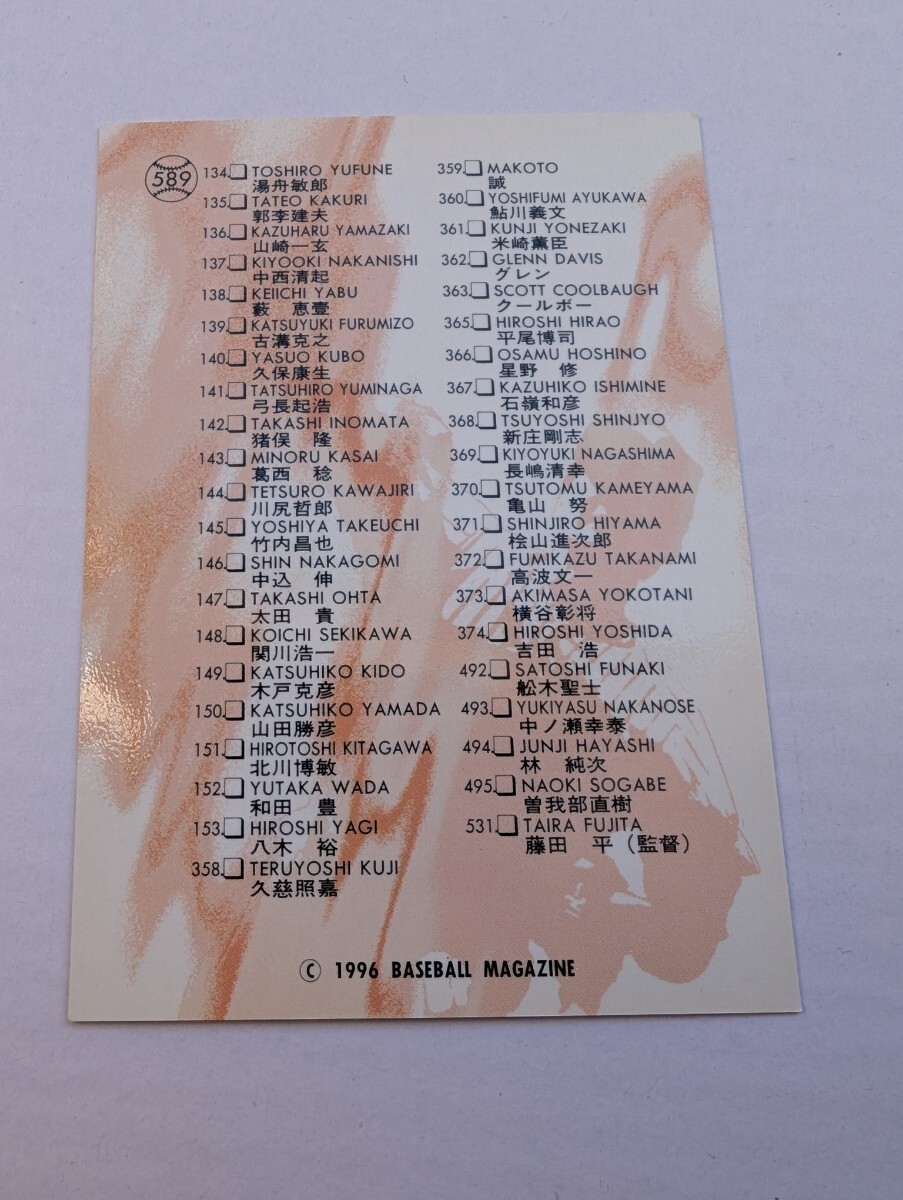 589
134. TOSHIRO YUFUNE
湯舟敏郎
135. TATEO KAKURI
郭李建夫
136. KAZUHARU YAMAZAKI
山崎一玄
137. KIYOOKI NAKANISHI
中西清起
138. KEIICHI YABU
薮　恵壹
139. KATSUYUKI FURUMIZO
古溝克之
140. YASUO KUBO
久保康生
141. TATSUHIRO YUMINAGA
弓長起浩
142. TAKASHI INOMATA
猪俣　隆
143. MINORU KASAI
葛西　稔
144. TETSURO KAWAJIRI
川尻哲郎
145. YOSHIYA TAKEUCHI
竹内昌也
146. SHIN NAKAGOMI
中込　伸
147. TAKASHI OHTA
太田　貴
148. KOICHI SEKIKAWA
関川浩一
149. KATSUHIKO KIDO
木戸克彦
150. KATSUHIKO YAMADA
山田勝彦
151. HIROTOSHI KITAGAWA
北川博敏
152. YUTAKA WADA
和田　豊
153. HIROSHI YAGI
八木　裕
358. TERUYOSHI KUJI
久慈照嘉
359. MAKOTO
誠
360. YOSHIFUMI AYUKAWA
鮎川義文
361. KUNJI YONEZAKI
米崎薫臣
362. GLENN DAVIS
グレン
363. SCOTT COOLBAUGH
クールボー
365. HIROSHI HIRAO
平尾博司
366. OSAMU HOSHINO
星野　修
367. KAZUHIKO ISHIMINE
石嶺和彦
368. TSUYOSHI SHINJYO
新庄剛志
369. KIYOYUKI NAGASHIMA
長嶋清幸
370. TSUTOMU KAMEYAMA
亀山　努
371. SHINJIRO HIYAMA
桧山進次郎
372. FUMIKAZU TAKANAMI
高波文一
373. AKIMASA YOKOTANI
横谷彰将
374. HIROSHI YOSHIDA
吉田　浩
492. SATOSHI FUNAKI
舩木聖士
493. YUKIYASU NAKANOSE
中ノ瀬幸泰
494. JUNJI HAYASHI
林　純次
495. NAOKI SOGABE
曽我部直樹
531. TAIRA FUJITA
藤田　平（監督）
© 1996 BASEBALL MAGAZINE